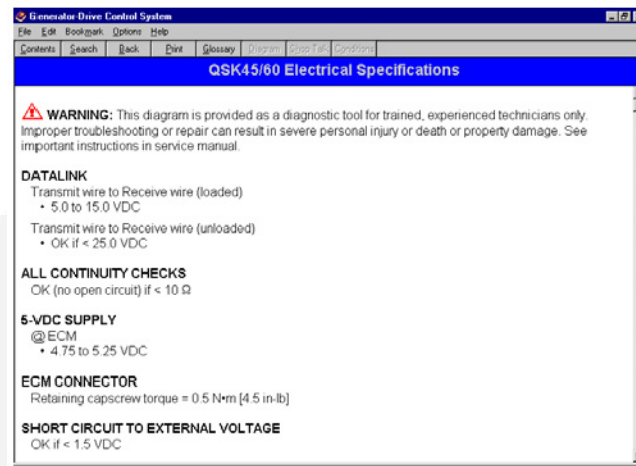 Generator Drive Control System
File Edit Bookmark Options Help
Contents Search Back Print Glossary Diagram Shop Talk Conditions
QSK45/60 Electrical Specifications
WARNING: This diagram is provided as a diagnostic tool for trained, experienced technicians only.
Improper troubleshooting or repair can result in severe personal injury or death or property damage. See
important instructions in service manual.
DATALINK
Transmit wire to Receive wire (loaded)
• 5.0 to 15.0 VDC
Transmit wire to Receive wire (unloaded)
• OK if < 25.0 VDC
ALL CONTINUITY CHECKS
OK (no open circuit) if < 10 Ω
5-VDC SUPPLY
@ECM
• 4.75 to 5.25 VDC
ECM CONNECTOR
Retaining capscrew torque = 0.5 N•m [4.5 in-lb]
SHORT CIRCUIT TO EXTERNAL VOLTAGE
OK if < 1.5 VDC